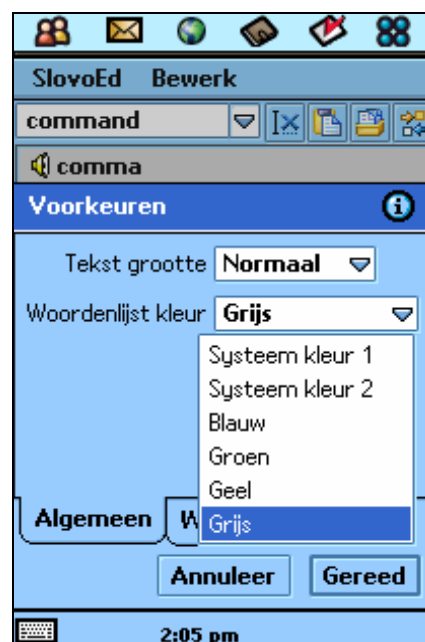 SlovoEd Bewerk
command
comma
Voorkeuren
Tekst grootte Normaal
Woordenlijst kleur Grijs
Systeem kleur 1
Systeem kleur 2
Blauw
Groen
Geel
Grijs
Algemeen
Annuleer Gereed
2:05 pm